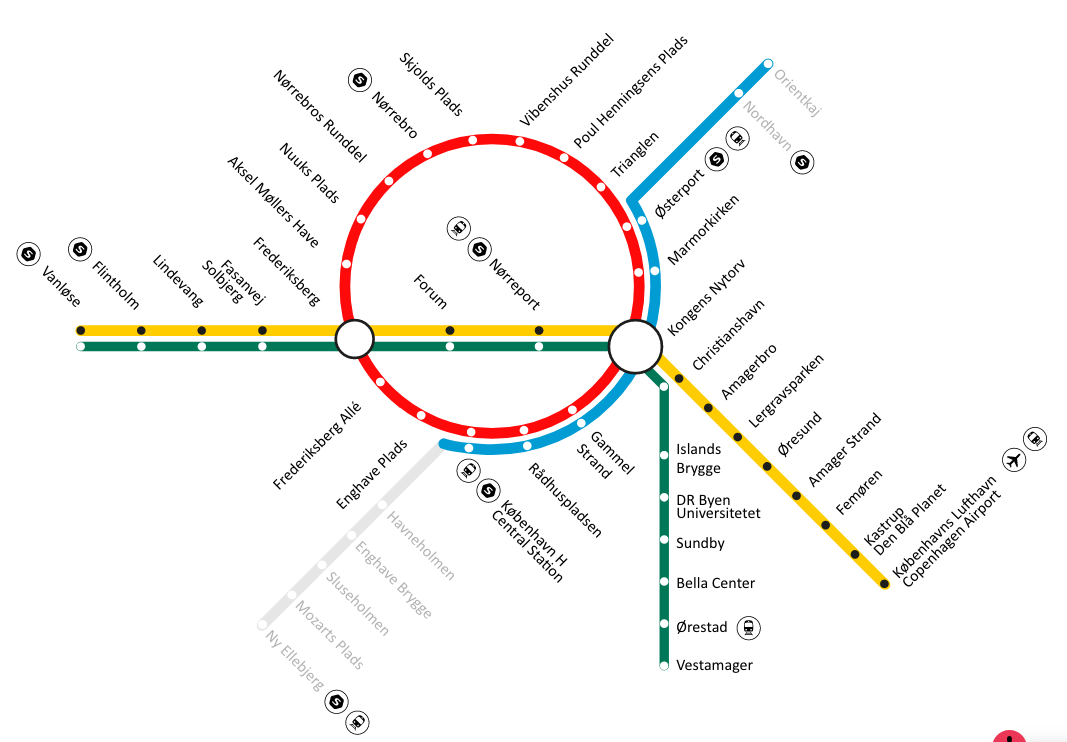 Vibenshus Runddel
Poul Henningsens Plads
Skjolds Plads
Nørrebro
Nørrebros Runddel
Nuuks Plads
Aksel Møllers Have
Frederiksberg
Trianglen
Orientkaj
Nordhavn
S
Østerport
S
Marmorkirken
Kongens Nytorv
S
Nørreport
S
Forum
S
Vanløse
S
Flintholm
Lindevang
Fasanvej
Solbjerg
Christianshavn
Amagerbro
Lergravsparken
Øresund
Amager Strand
Femøren
Kastrup
Den Blå Planet
Københavns Lufthavn
Copenhagen Airport
Frederiksberg Allé
Enghave Plads
S
København H
Central Station
Rådhuspladsen
Gammel
Strand
Islands
Brygge
DR Byen
Universitetet
Sundby
Bella Center
Ørestad
Vestamager
Havneholmen
Enghave Brygge
Sluseholmen
Mozarts Plads
Ny Ellebjerg
S